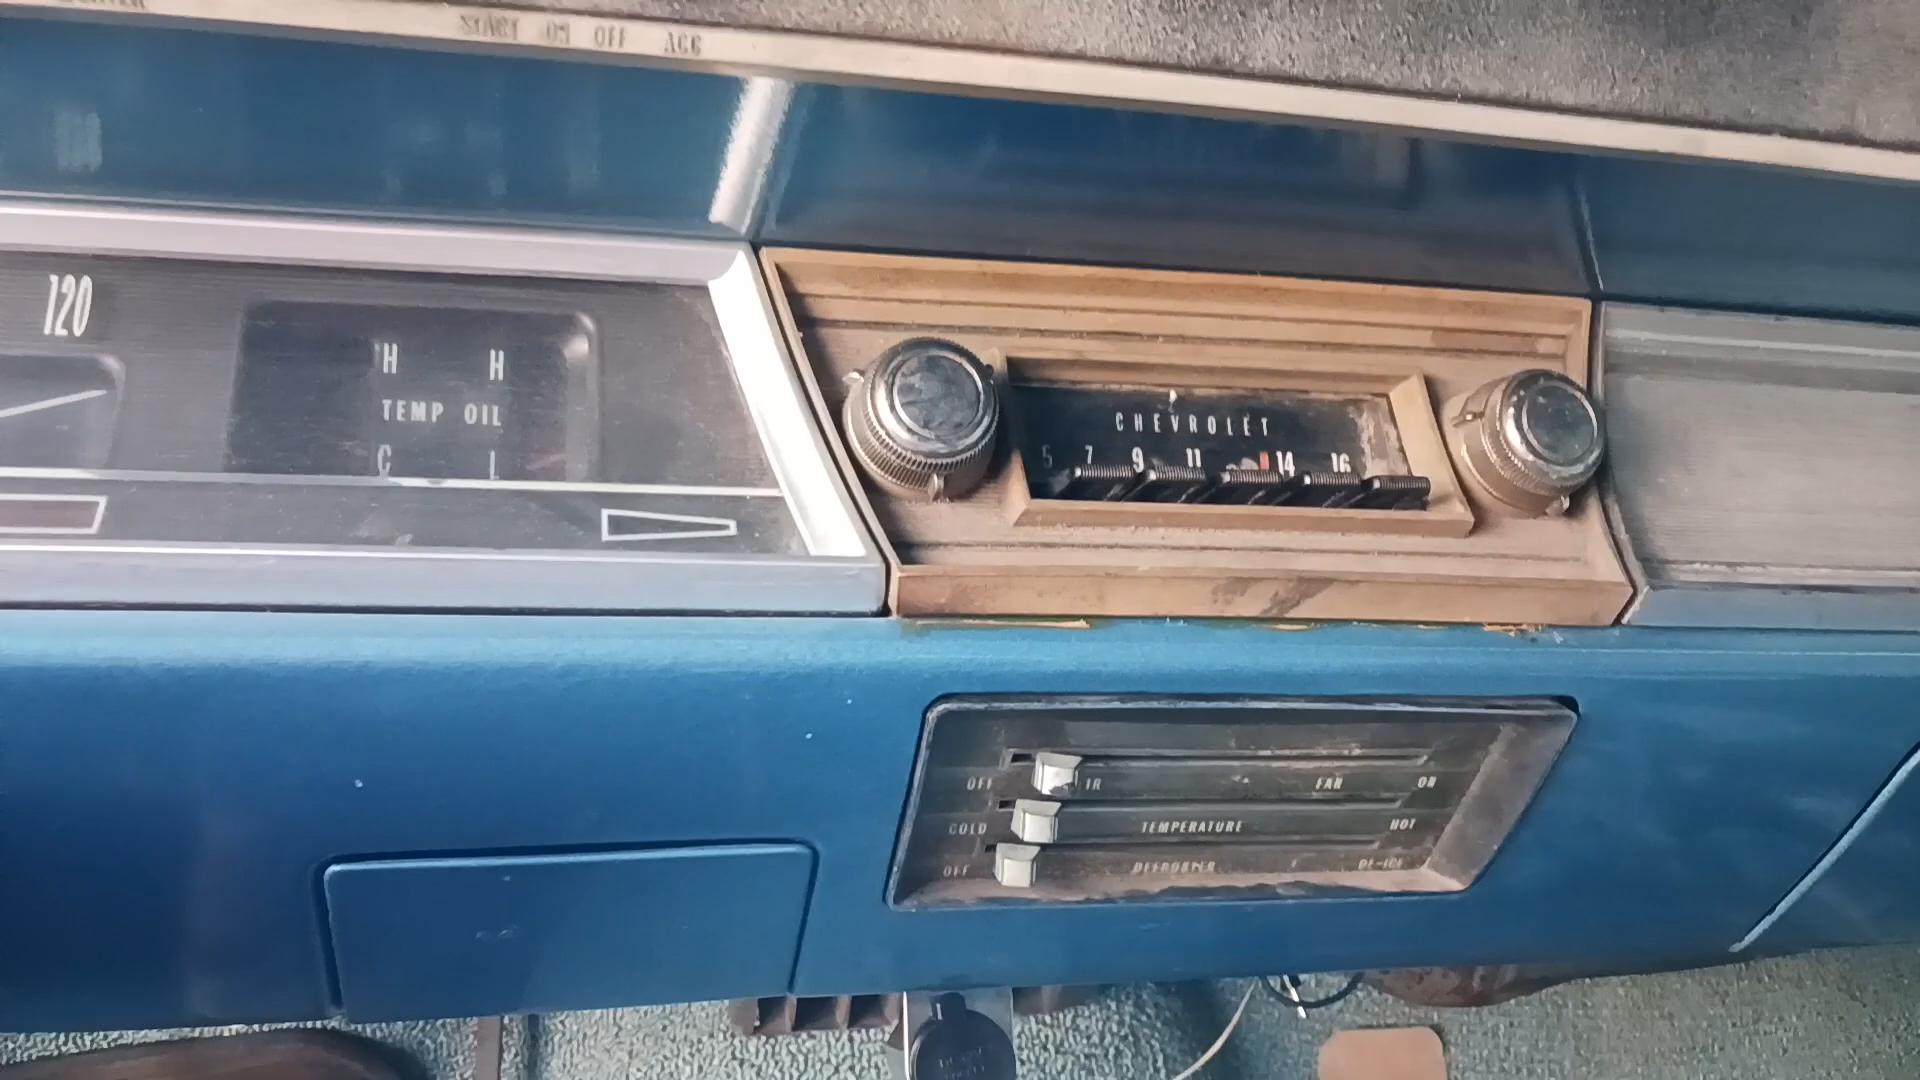 START ON OFF ACC
120
H H
TEMP OIL
C L
CHEVROLET
5 7 9 11 14 16
OFF FAN ON
COLD TEMPERATURE HOT
OFF DEFROSTER DE-ICE